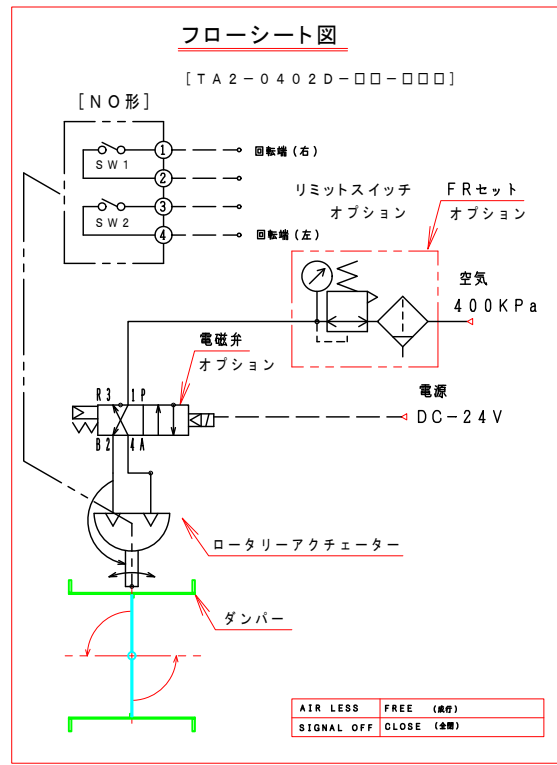 フローシート図
[TA2-0402D-□□-□□□]
[NO形]
SW1
SW2
1
2
3
4
回転端(右)
回転端(左)
リミットスイッチ
オプション
FRセット
オプション
空気
400KPa
電磁弁
オプション
電源
DC-24V
R3
1P
B2
4A
ロータリーアクチェーター
ダンパー
AIR LESS FREE (成行)
SIGNAL OFF CLOSE (全閉)